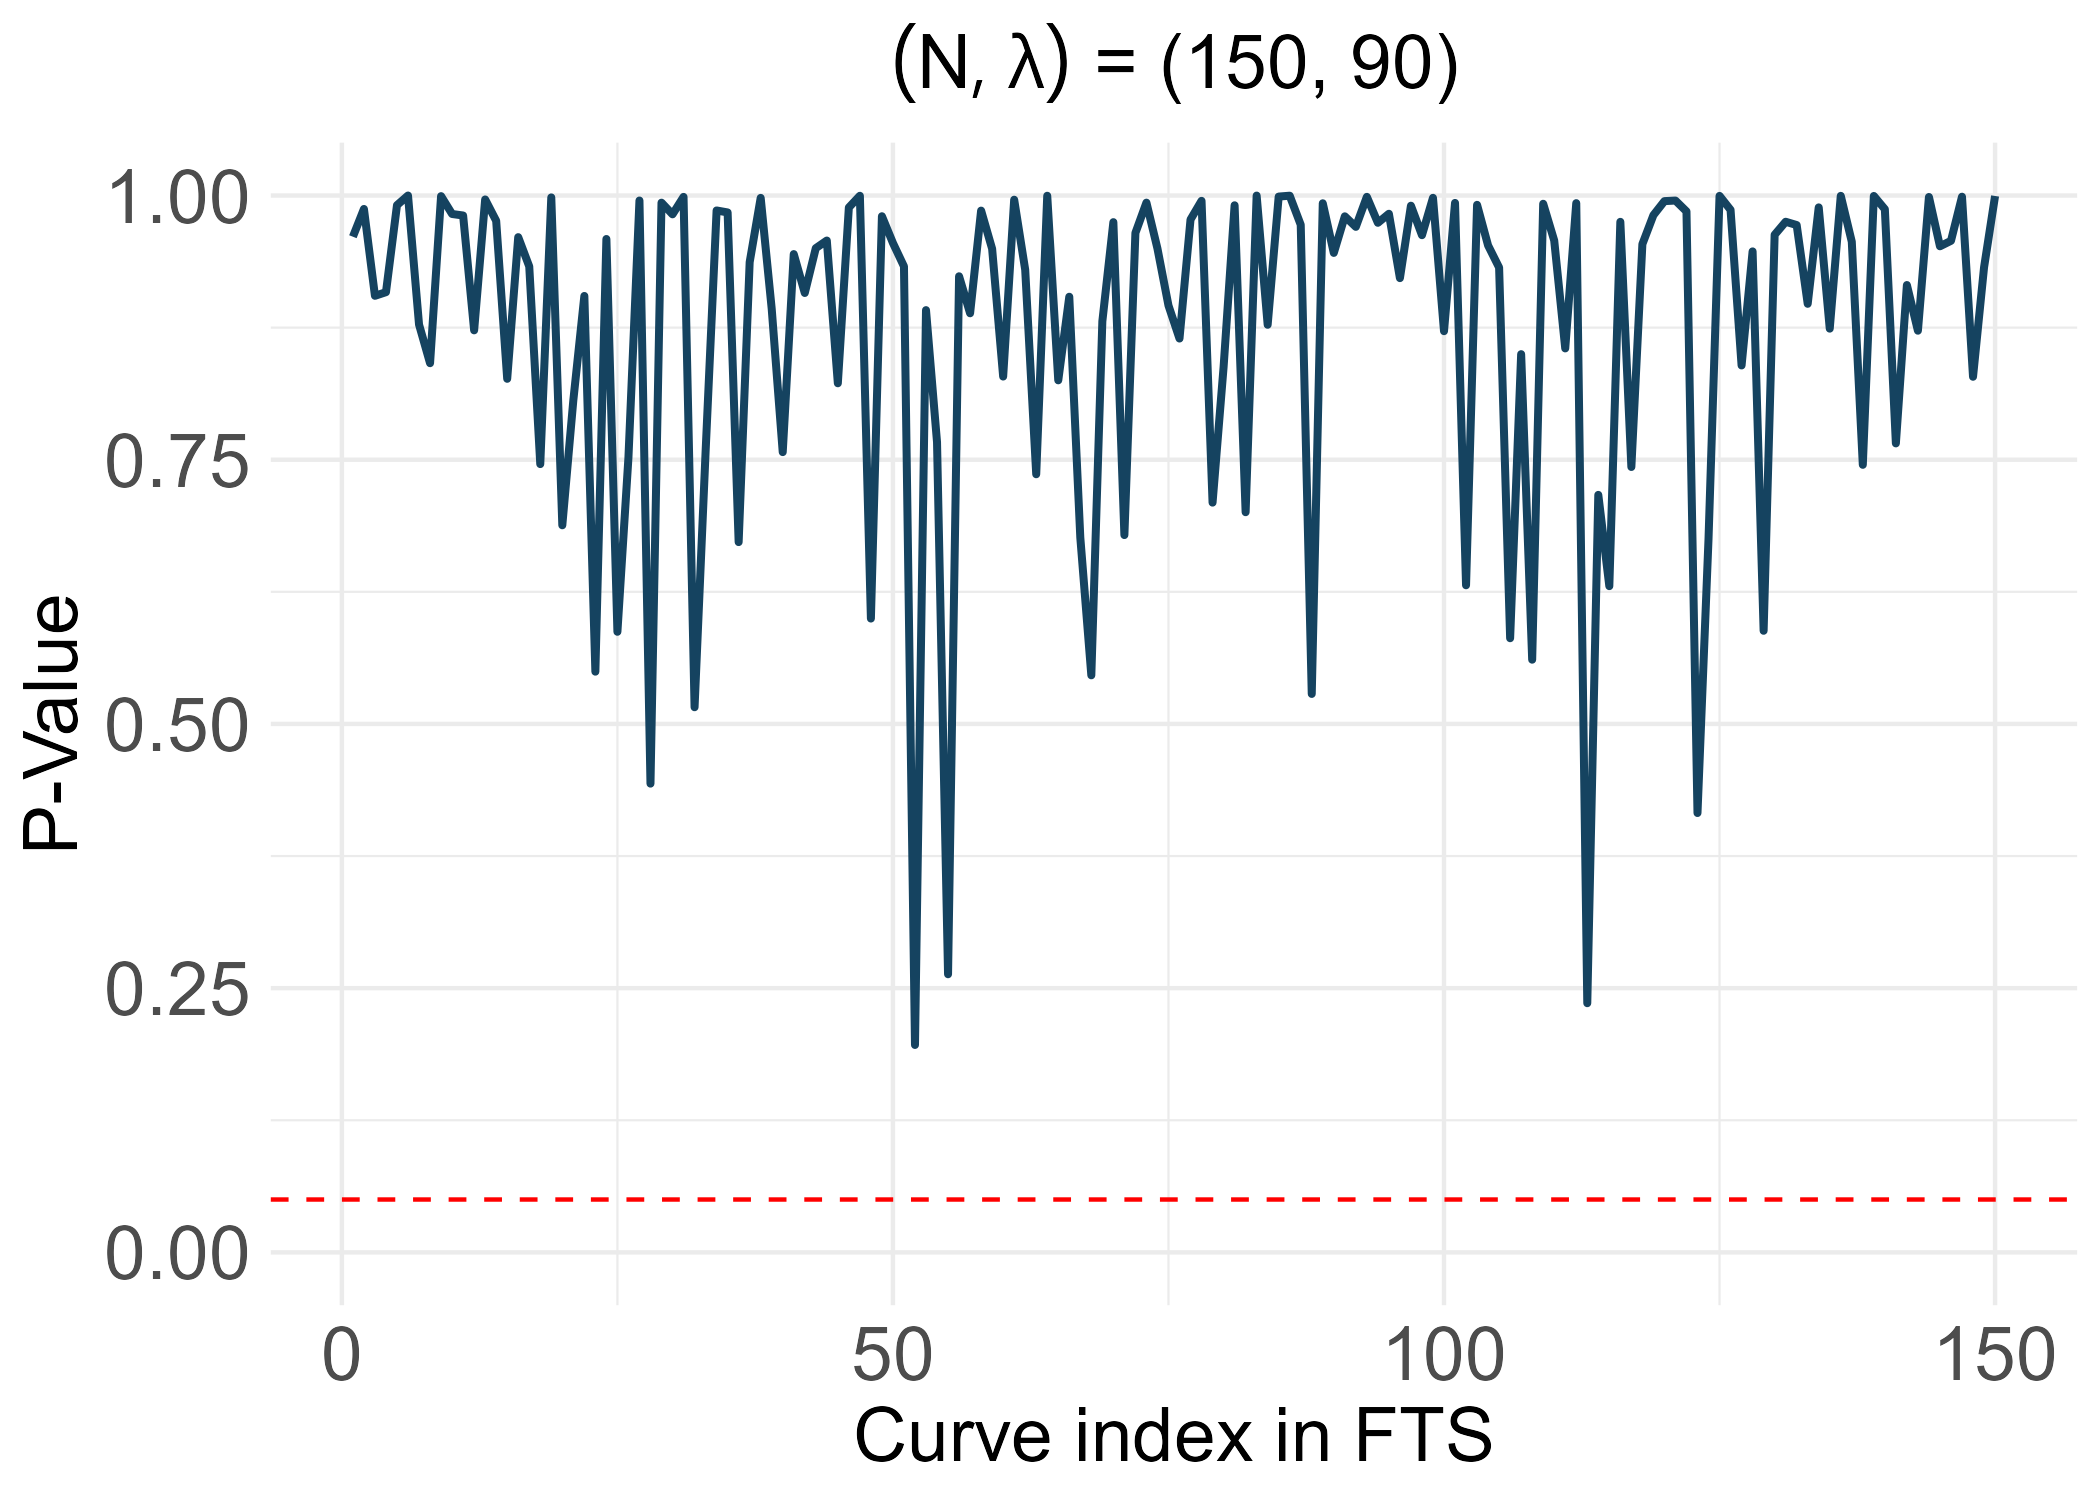 (N, λ) = (150, 90)
1.00
0.75
0.50
0.25
0.00
P-Value
0 50 100 150
Curve index in FTS